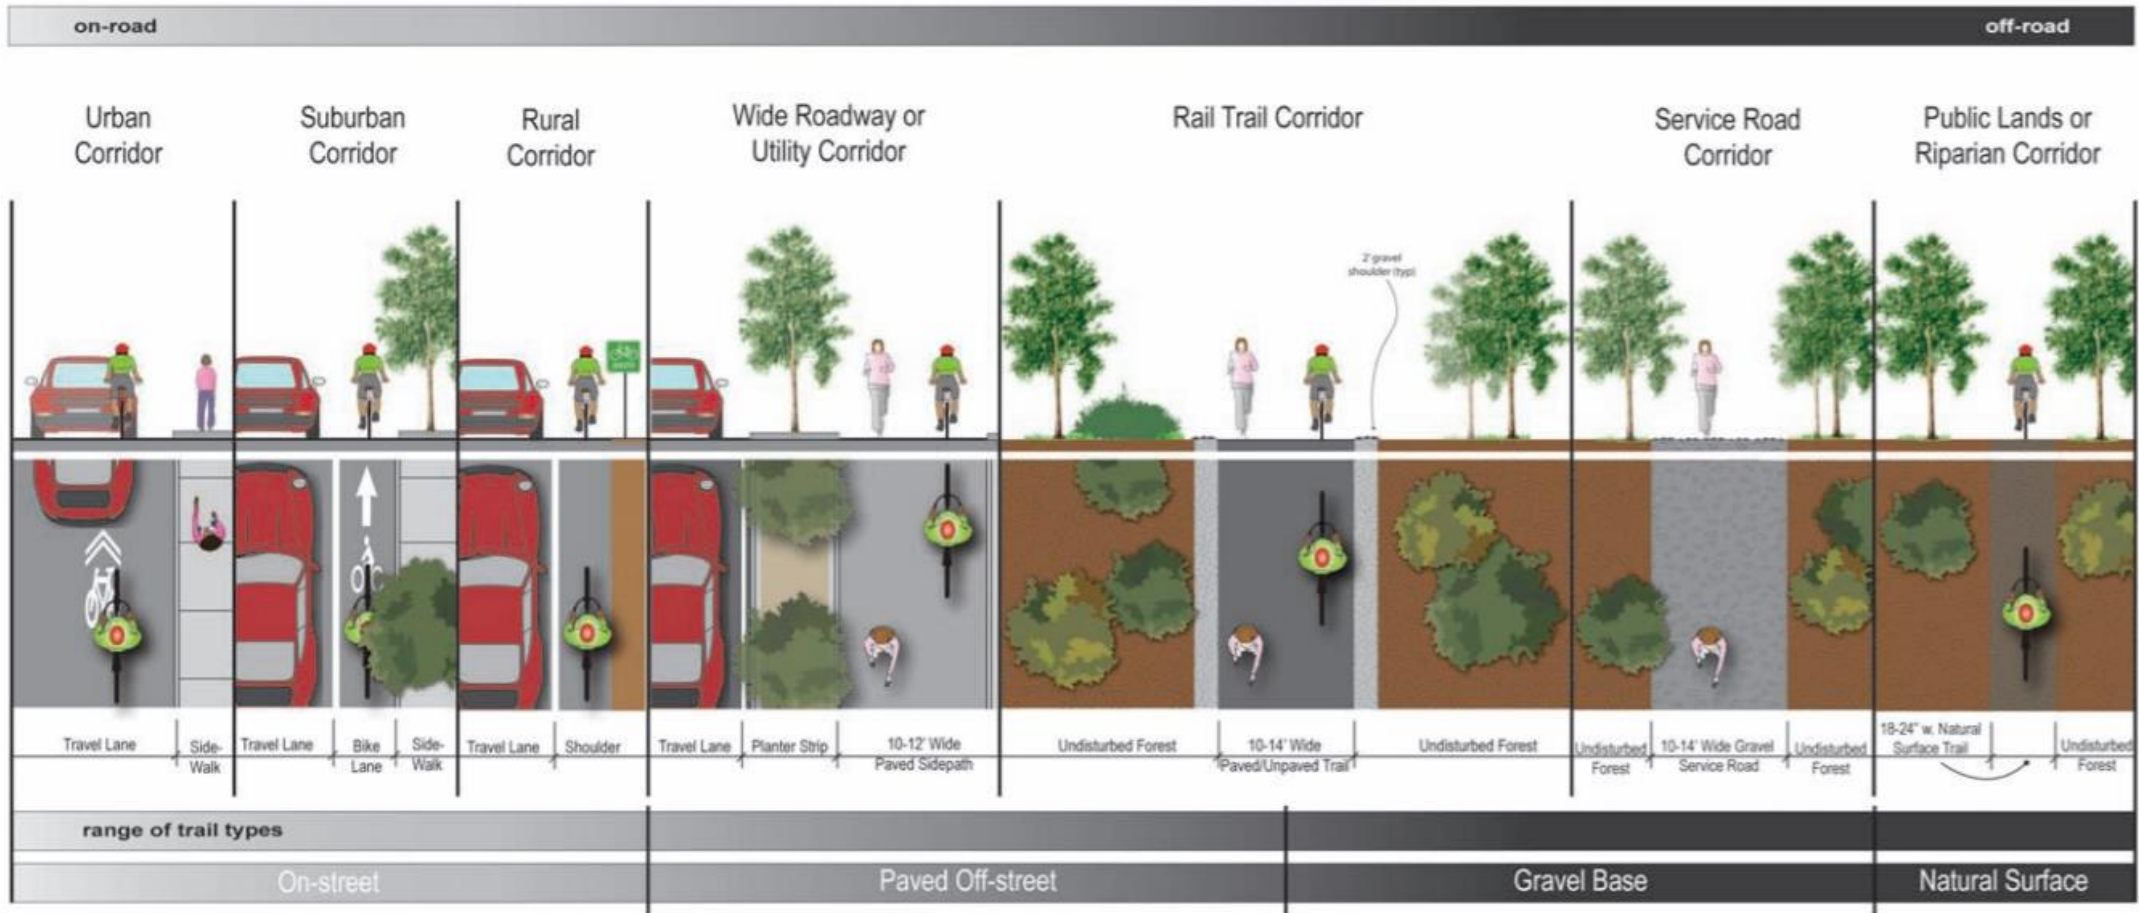 on-road
off-road
Urban
Corridor
Suburban
Corridor
Rural
Corridor
Wide Roadway or
Utility Corridor
Rail Trail Corridor
Service Road
Corridor
Public Lands or
Riparian Corridor
2' gravel
shoulder (typ)
Travel Lane
Side-
Walk
Travel Lane
Bike
Lane
Side-
Walk
Travel Lane
Shoulder
Travel Lane
Planter Strip
10-12' Wide
Paved Sidepath
Undisturbed Forest
10-14' Wide
Paved/Unpaved Trail
Undisturbed Forest
Undisturbed
Forest
10-14' Wide Gravel
Service Road
Undisturbed
Forest
18-24" w. Natural
Surface Trail
Undisturbed
Forest
range of trail types
On-street
Paved Off-street
Gravel Base
Natural Surface